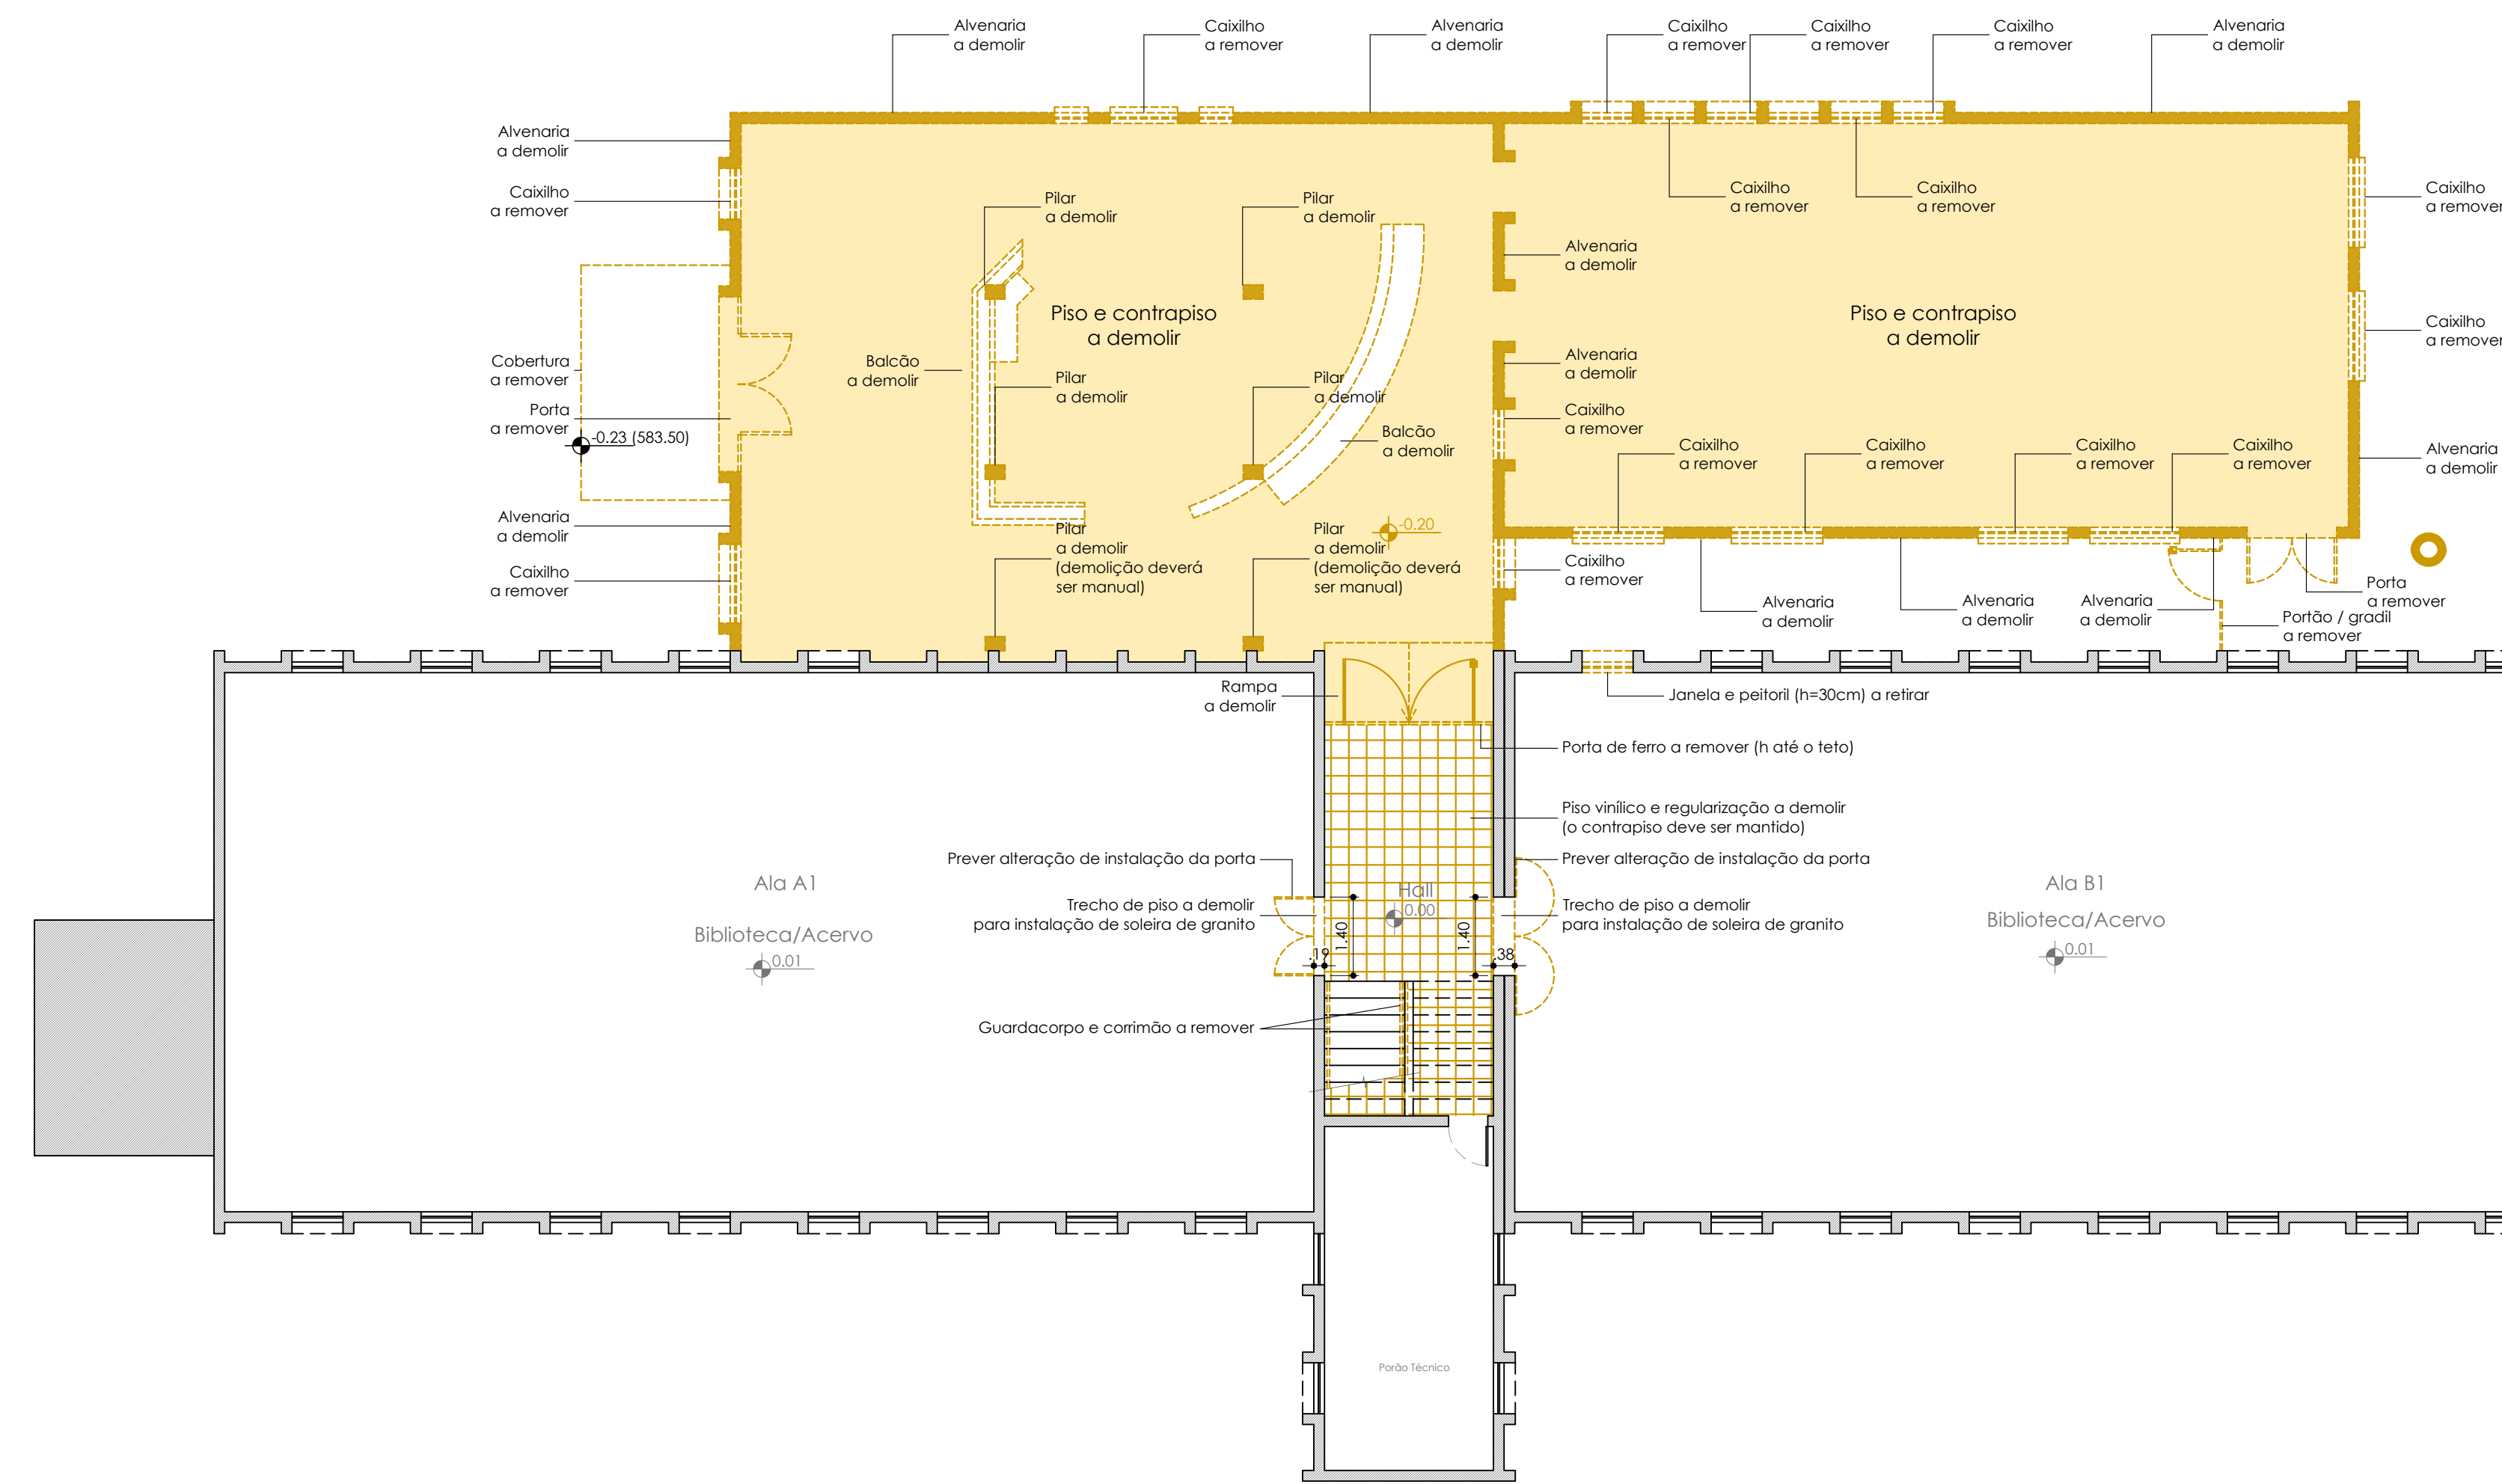 Alvenaria
a demolir
Caixilho
a remover
Alvenaria
a demolir
Caixilho
a remover
Caixilho
a remover
Caixilho
a remover
Alvenaria
a demolir
Alvenaria
a demolir
Caixilho
a remover
Pilar
a demolir
Pilar
a demolir
Caixilho
a remover
Caixilho
a remover
Caixilho
a remover
Alvenaria
a demolir
Piso e contrapiso
a demolir
Piso e contrapiso
a demolir
Caixilho
a remover
Cobertura
a remover
Balcão
a demolir
Pilar
a demolir
Pilar
a demolir
Alvenaria
a demolir
Porta
a remover
-0.23 (583.50)
Caixilho
a remover
Balcão
a demolir
Caixilho
a remover
Caixilho
a remover
Caixilho
a remover
Caixilho
a remover
Alvenaria
a demolir
Alvenaria
a demolir
Caixilho
a remover
Pilar
a demolir
(demolição deverá
ser manual)
Pilar
a demolir
(demolição deverá
ser manual)
-0.20
Caixilho
a remover
Alvenaria
a demolir
Alvenaria
a demolir
Alvenaria
a demolir
Porta
a remover
Portão / gradil
a remover
Rampa
a demolir
Janela e peitoril (h=30cm) a retirar
Porta de ferro a remover (h até o teto)
Piso vinílico e regularização a demolir
(o contrapiso deve ser mantido)
Prever alteração de instalação da porta
Prever alteração de instalação da porta
Ala A1
Biblioteca/Acervo
0.01
Trecho de piso a demolir
para instalação de soleira de granito
Hall
0.00
1.40
1.40
.19
.38
Trecho de piso a demolir
para instalação de soleira de granito
Ala B1
Biblioteca/Acervo
0.01
Guardacorpo e corrimão a remover
Porão Técnico